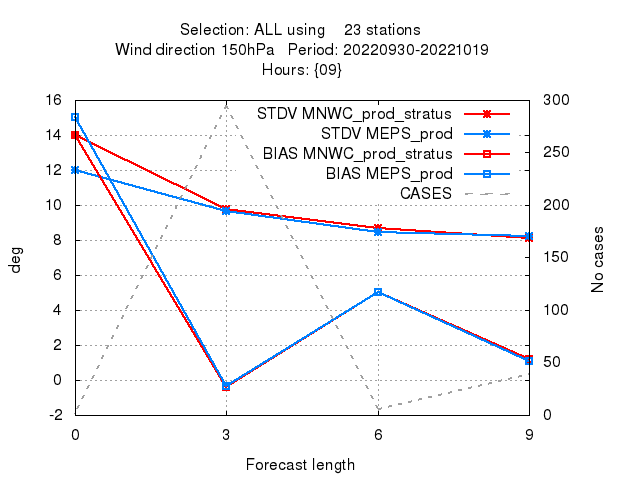 Selection: ALL using    23 stations
Wind direction 150hPa   Period: 20220930-20221019
Hours: {09}
STDV MNWC_prod_stratus
STDV MEPS_prod
BIAS MNWC_prod_stratus
BIAS MEPS_prod
CASES
16
14
12
10
8
6
4
2
0
-2
deg
300
250
200
150
100
50
0
No cases
0 3 6 9
Forecast length